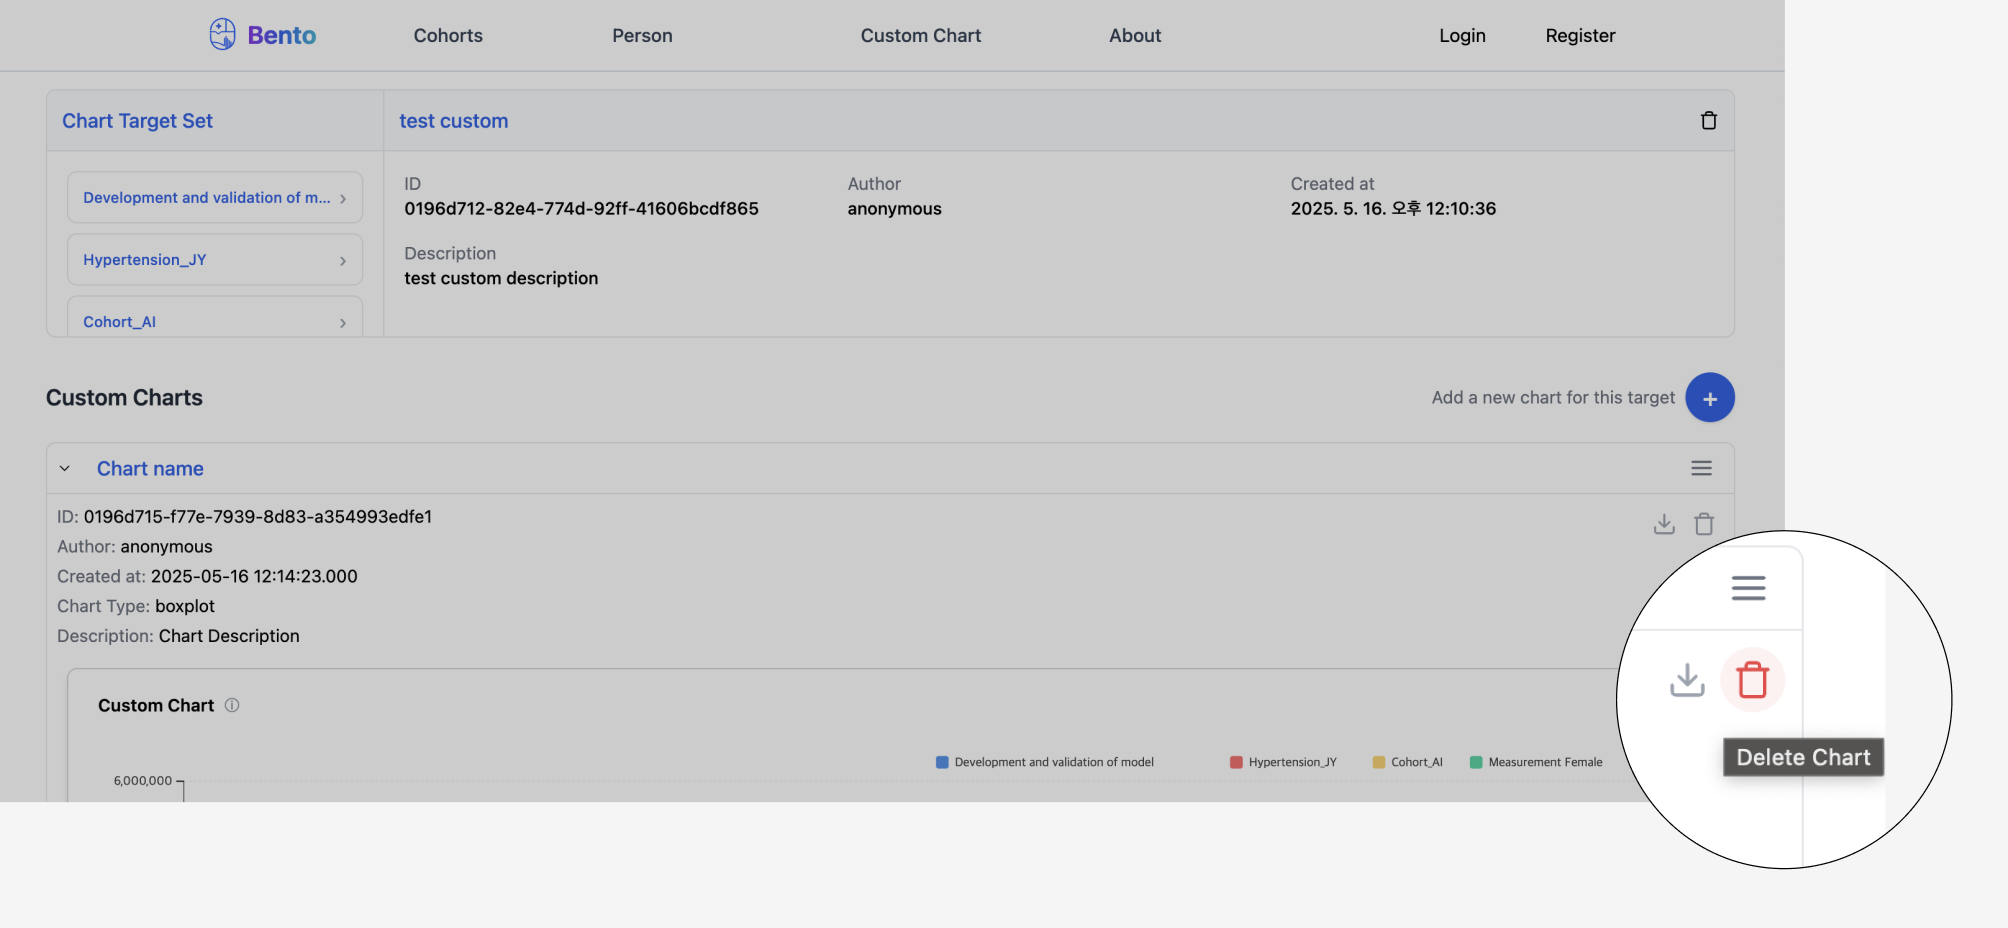 Bento Cohorts Person Custom Chart About Login Register
Chart Target Set
test custom
Development and validation of m...
Hypertension_JY
Cohort_AI
ID
0196d712-82e4-774d-92ff-41606bcdf865
Author
anonymous
Created at
2025. 5. 16. 오후 12:10:36
Description
test custom description
Custom Charts
Add a new chart for this target
Chart name
ID: 0196d715-f77e-7939-8d83-a354993edfe1
Author: anonymous
Created at: 2025-05-16 12:14:23.000
Chart Type: boxplot
Description: Chart Description
Custom Chart
Development and validation of model Hypertension_JY Cohort_AI Measurement Female
6,000,000
Delete Chart